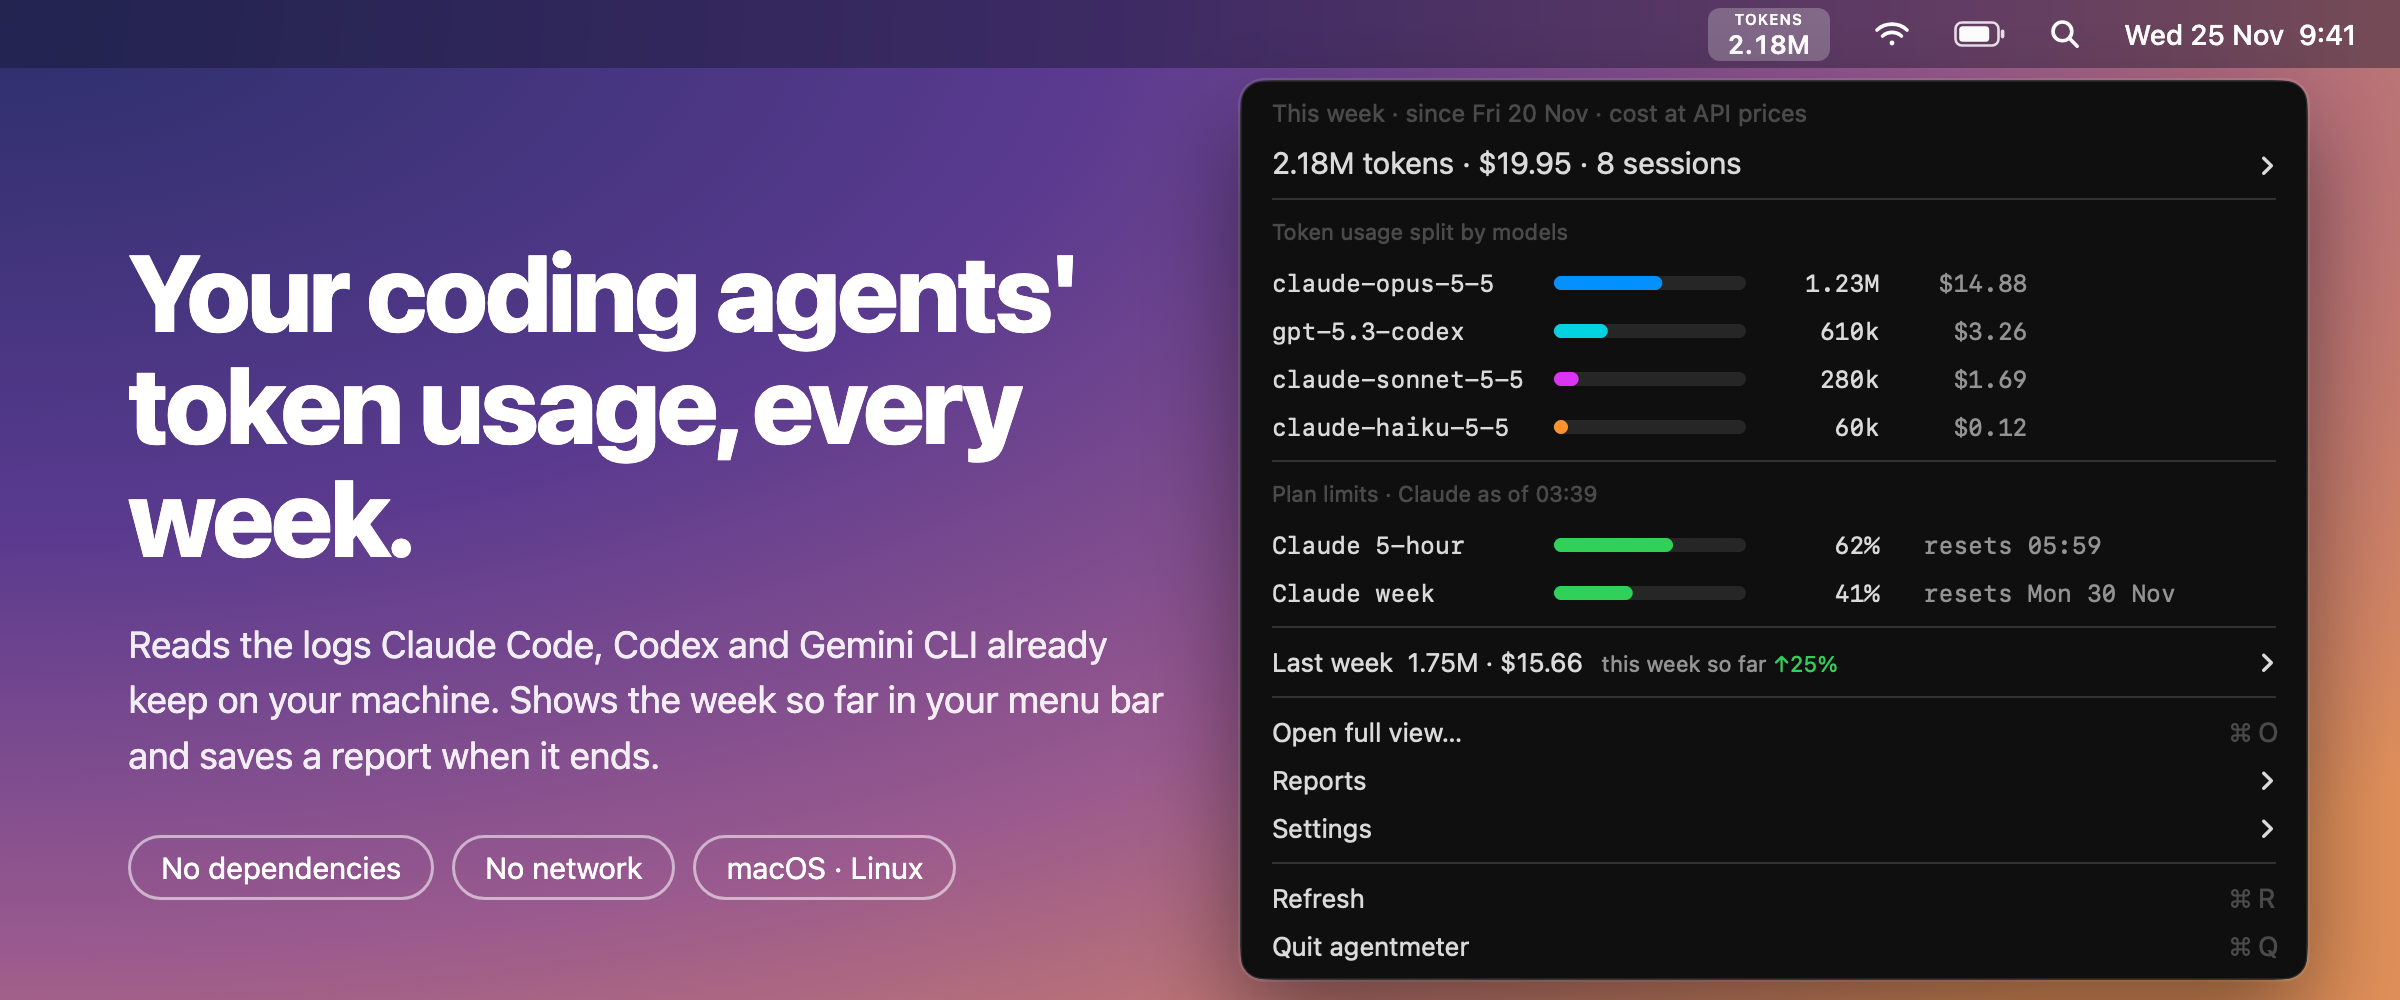 TOKENS
2.18M
Wed 25 Nov 9:41
Your coding agents'
token usage, every
week.
Reads the logs Claude Code, Codex and Gemini CLI already
keep on your machine. Shows the week so far in your menu bar
and saves a report when it ends.
No dependencies
No network
macOS · Linux
This week · since Fri 20 Nov · cost at API prices
2.18M tokens · $19.95 · 8 sessions
Token usage split by models
claude-opus-5-5 1.23M $14.88
gpt-5.3-codex 610k $3.26
claude-sonnet-5-5 280k $1.69
claude-haiku-5-5 60k $0.12
Plan limits · Claude as of 03:39
Claude 5-hour 62% resets 05:59
Claude week 41% resets Mon 30 Nov
Last week 1.75M · $15.66 this week so far ↑25%
Open full view... ⌘ O
Reports
Settings
Refresh ⌘ R
Quit agentmeter ⌘ Q